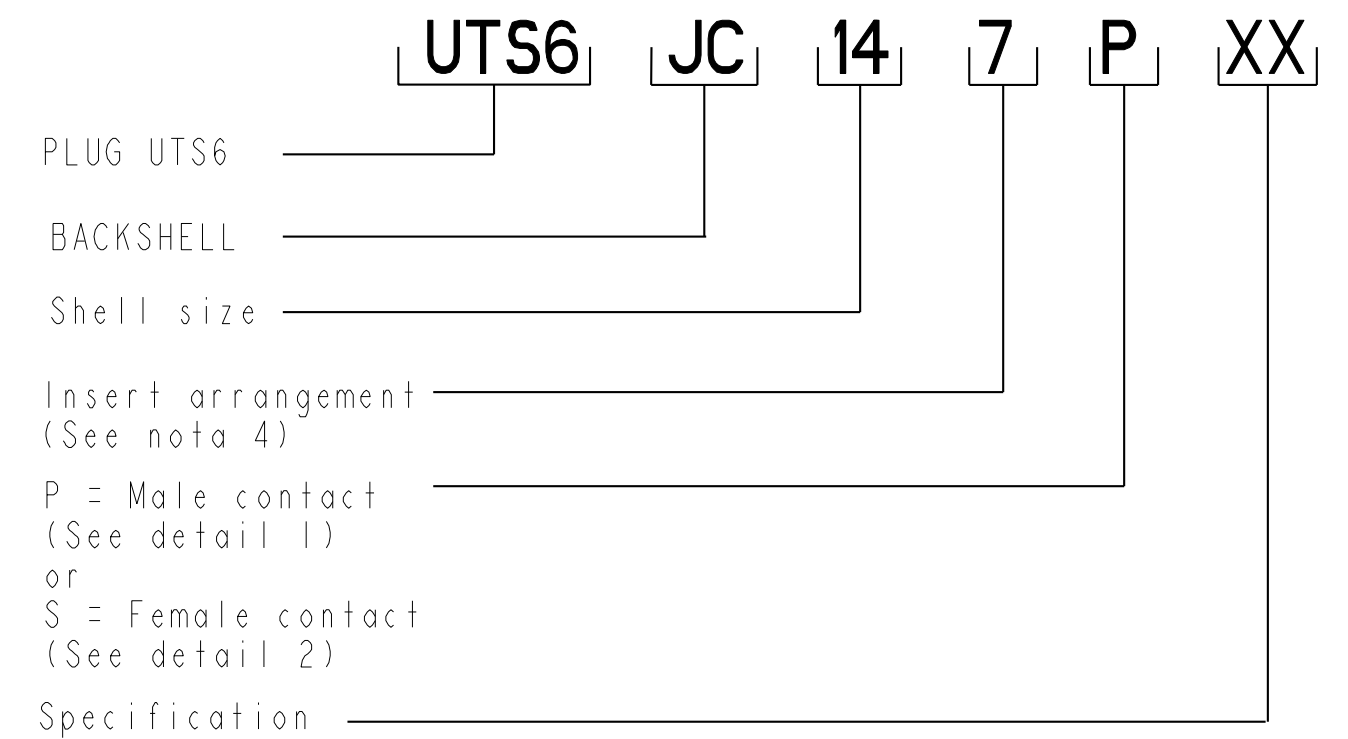 UTS6 JC 14 7 P XX
PLUG UTS6
BACKSHELL
Shell size
Insert arrangement
(See nota 4)
P = Male contact
(See detail 1)
or
S = Female contact
(See detail 2)
Specification